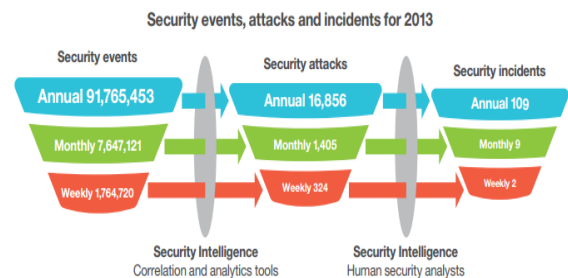 Security events, attacks and incidents for 2013
Security events
Annual 91,765,453
Monthly 7,647,121
Weekly 1,764,720
Security attacks
Annual 16,856
Monthly 1,405
Weekly 324
Security incidents
Annual 109
Monthly 9
Weekly 2
Security Intelligence
Correlation and analytics tools
Security Intelligence
Human security analysts